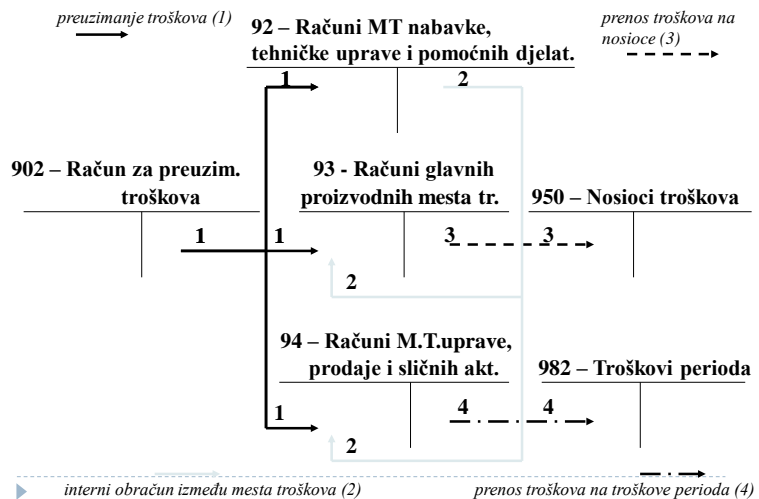 preuzimanje troškova (1)
92 – Računi MT nabavke,
tehničke uprave i pomoćnih djelat.
prenos troškova na
nosioce (3)
1
2
902 – Račun za preuzim.
troškova
93 - Računi glavnih
proizvodnih mesta tr.
950 – Nosioci troškova
1
1
3
3
2
94 – Računi M.T.uprave,
prodaje i sličnih akt.
982 – Troškovi perioda
1
4
4
2
interni obračun između mesta troškova (2)
prenos troškova na troškove perioda (4)